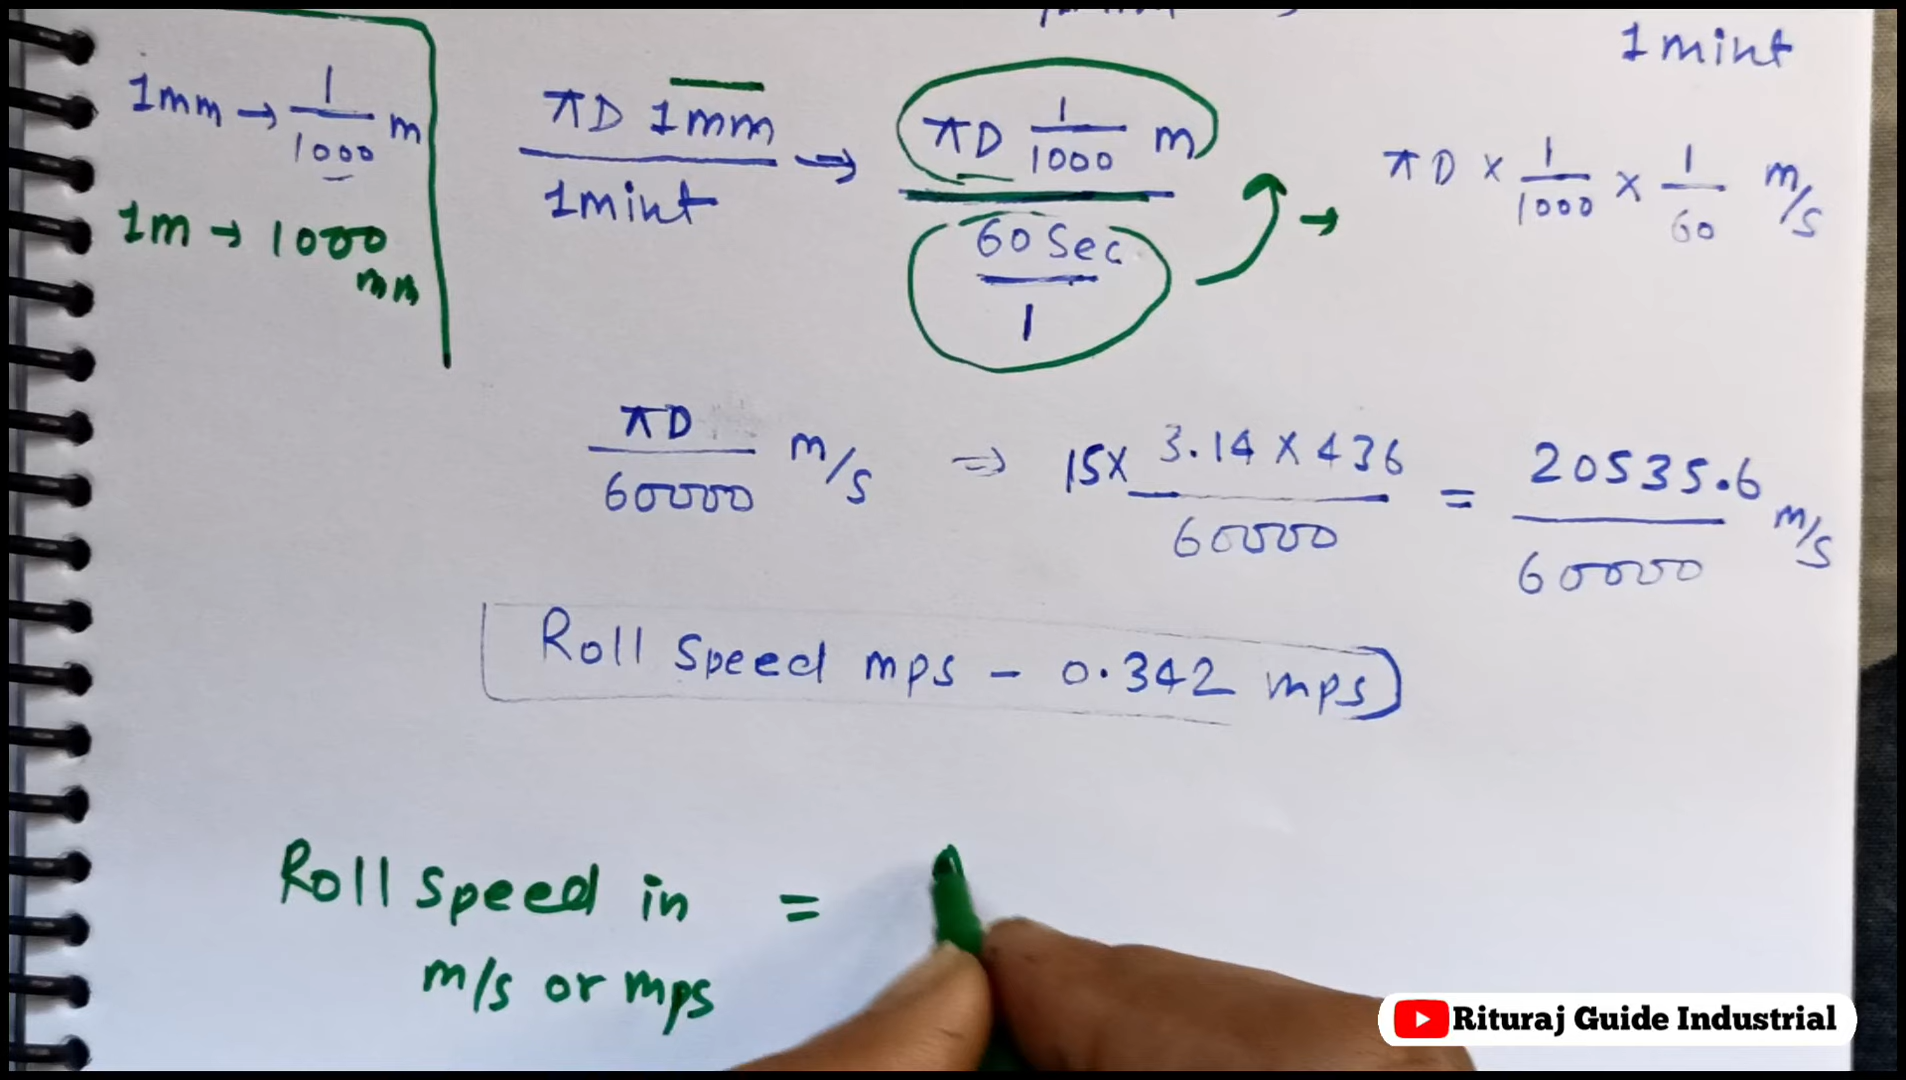 1mint
1mm → 1/1000 m
1m → 1000 mm
πD 1mm / 1mint → πD 1/1000 m / 60 Sec / 1 → πD × 1/1000 × 1/60 m/s
πD / 60000 m/s ⇒ 15× 3.14 × 436 / 60000 = 20535.6 / 60000 m/s
Roll Speed mps - 0.342 mps
Roll speed in =
m/s or mps
Rituraj Guide Industrial